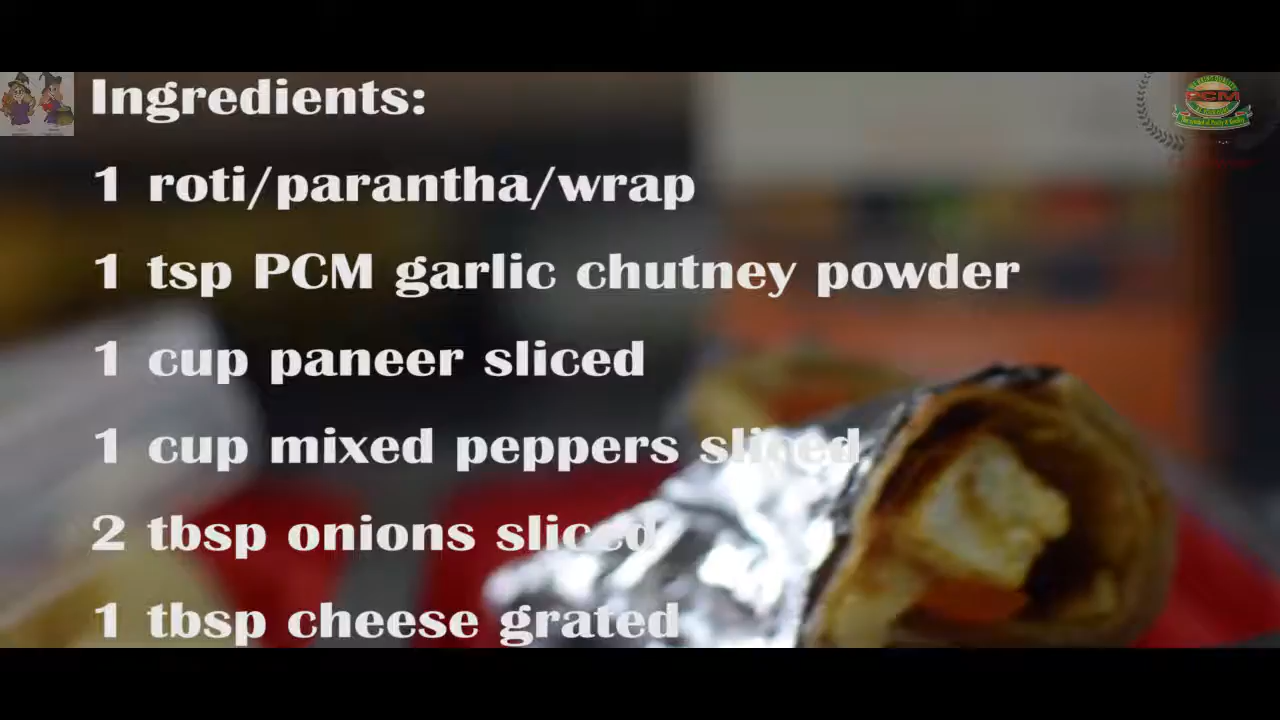 Ingredients:
1 roti/parantha/wrap
1 tsp PCM garlic chutney powder
1 cup paneer sliced
1 cup mixed peppers sliced
2 tbsp onions sliced
1 tbsp cheese grated
PCM